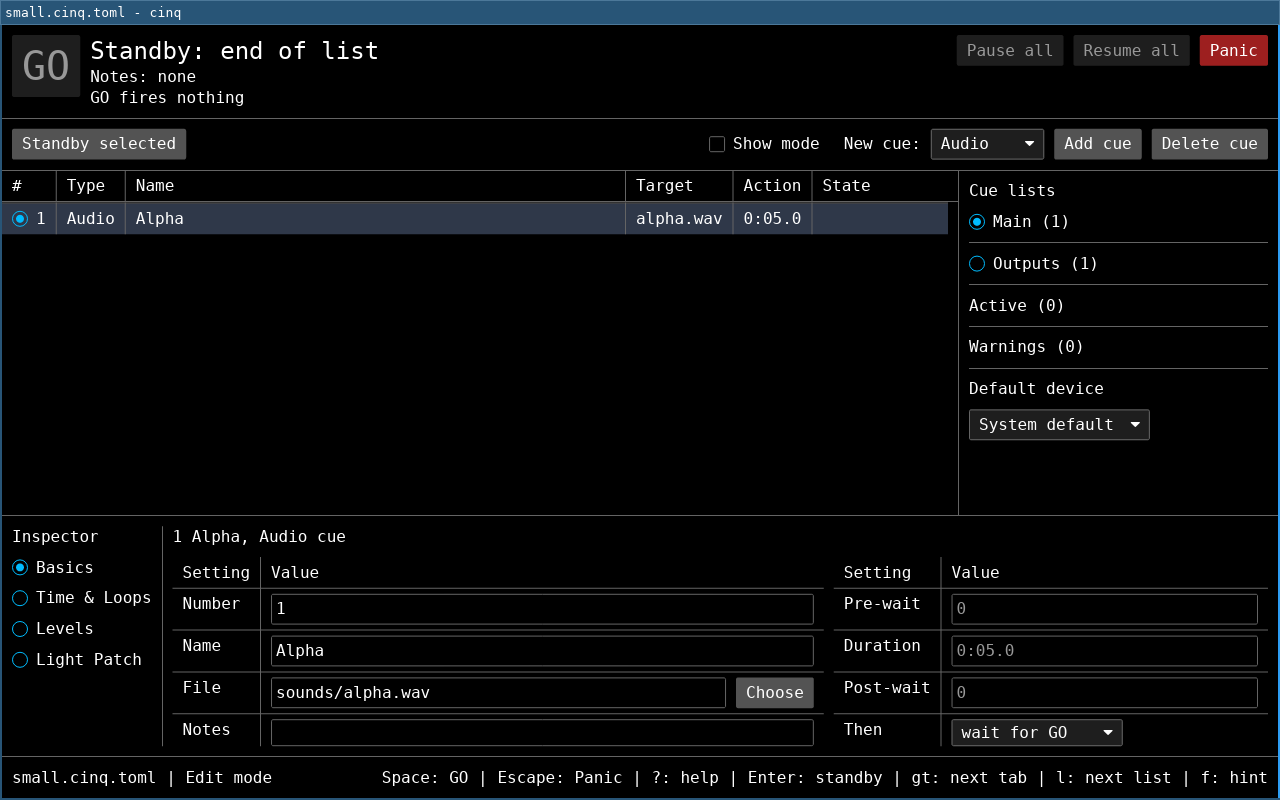 small.cinq.toml - cinq
GO
Standby: end of list
Notes: none
GO fires nothing
Pause all
Resume all
Panic
Standby selected
Show mode
New cue:
Audio
Add cue
Delete cue
# Type Name Target Action State
1 Audio Alpha alpha.wav 0:05.0
Cue lists
Main (1)
Outputs (1)
Active (0)
Warnings (0)
Default device
System default
Inspector
Basics
Time & Loops
Levels
Light Patch
1 Alpha, Audio cue
Setting Value
Number 1
Name Alpha
File sounds/alpha.wav Choose
Notes
Setting Value
Pre-wait 0
Duration 0:05.0
Post-wait 0
Then wait for GO
small.cinq.toml | Edit mode
Space: GO | Escape: Panic | ?: help | Enter: standby | gt: next tab | l: next list | f: hint